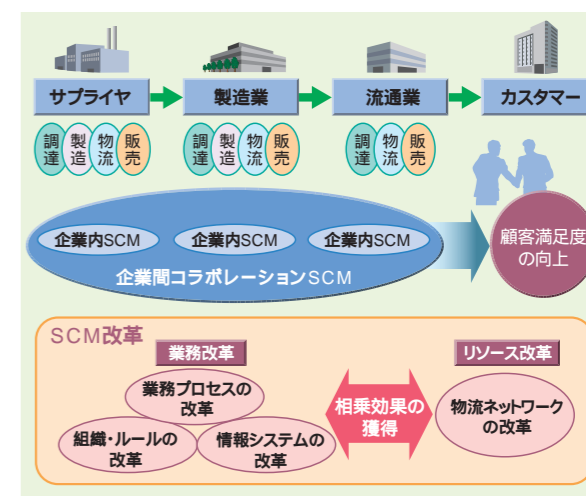 サプライヤ
製造業
流通業
カスタマー
調達
製造
物流
販売
調達
製造
物流
販売
調達
物流
販売
企業内SCM
企業内SCM
企業内SCM
企業間コラボレーションSCM
顧客満足度
の向上
SCM改革
業務改革
リソース改革
業務プロセスの
改革
組織・ルールの
改革
情報システムの
改革
相乗効果の
獲得
物流ネットワーク
の改革